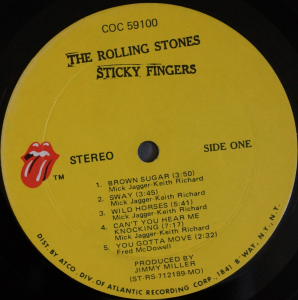 COC 59100
THE ROLLING STONES
STICKY FINGERS
TM
STEREO
SIDE ONE
1. BROWN SUGAR (3:50)
Mick Jagger-Keith Richard
2. SWAY (3:45)
Mick Jagger-Keith Richard
3. WILD HORSES (5:41)
Mick Jagger-Keith Richard
4. CAN'T YOU HEAR ME
KNOCKING (7:17)
Mick Jagger-Keith Richard
5. YOU GOTTA MOVE (2:32)
Fred McDowell
PRODUCED BY
JIMMY MILLER
(ST-RS-712189-MO)
DIST. BY ATCO. DIV. OF ATLANTIC RECORDING CORP. 1841 B'WAY, N.Y., N.Y.